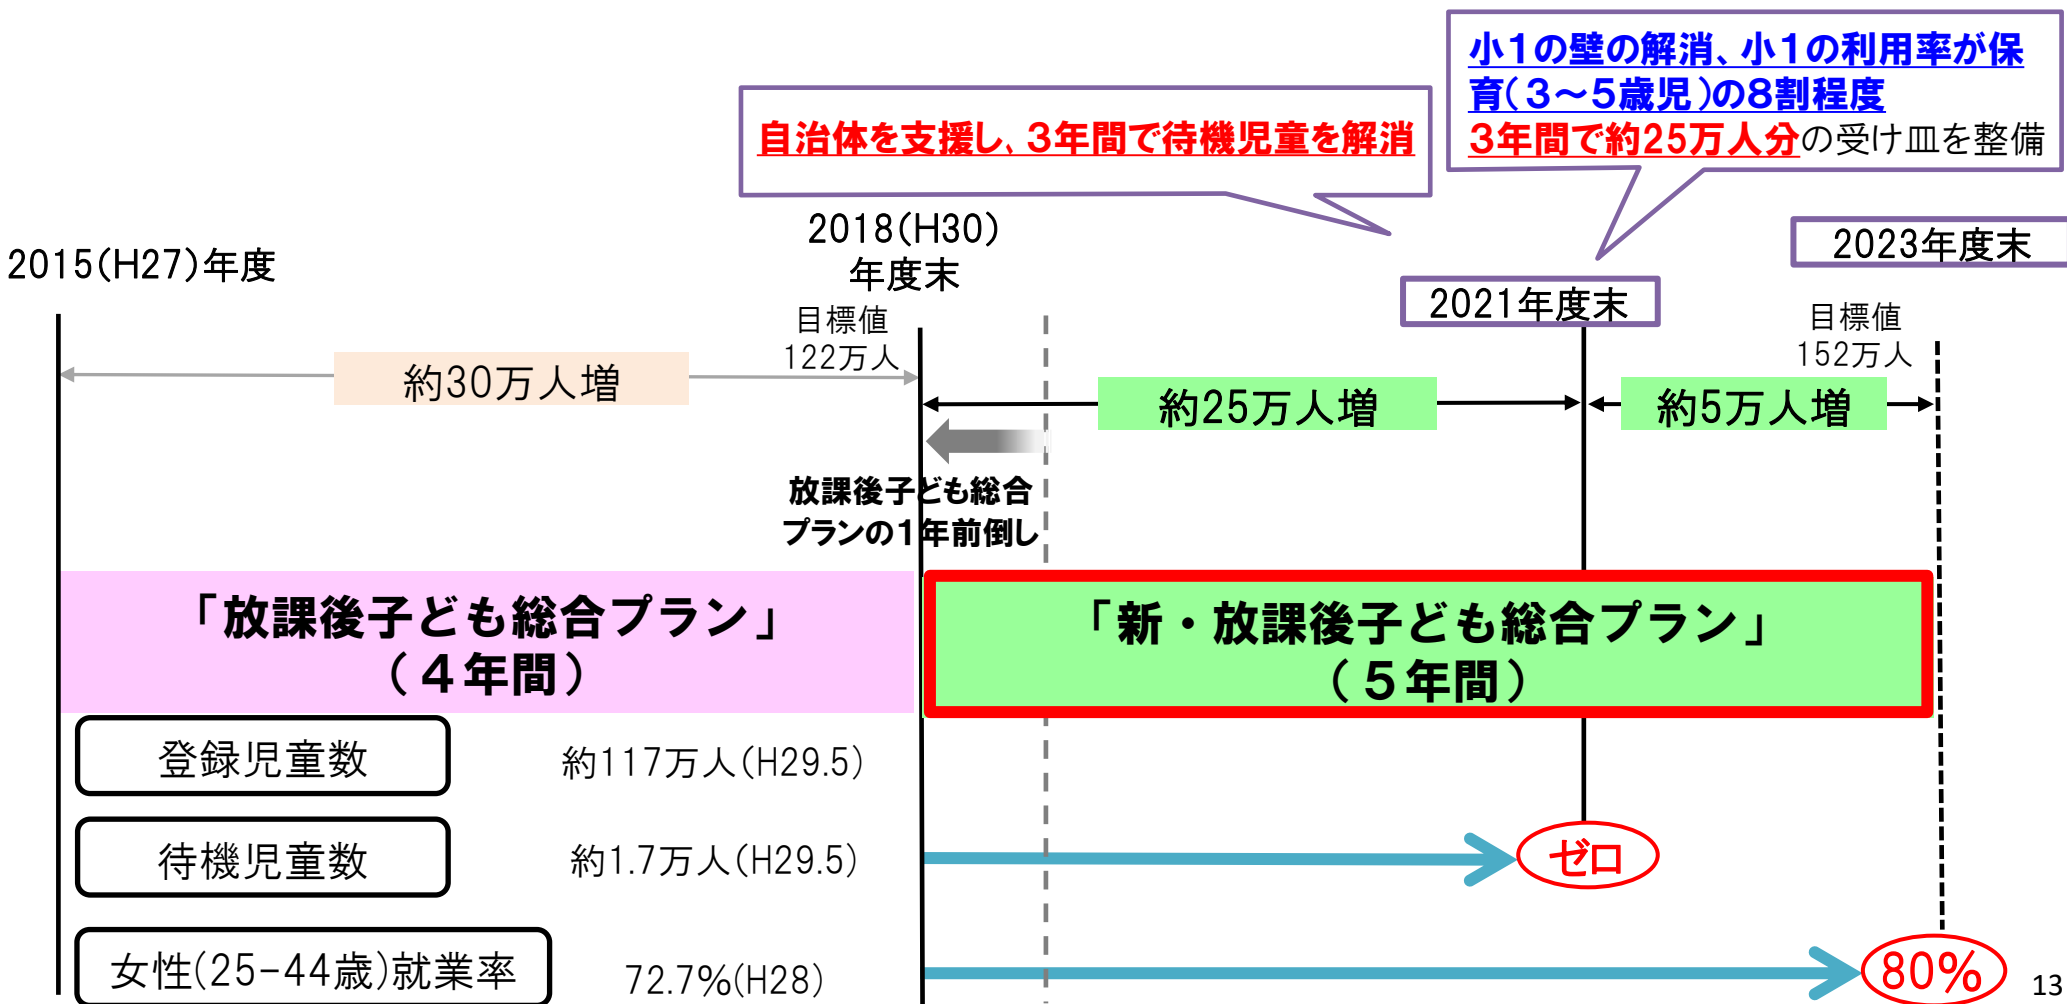 小1の壁の解消、小1の利用率が保
育(3～5歳児)の8割程度
3年間で約25万人分の受け皿を整備
自治体を支援し、3年間で待機児童を解消
2015(H27)年度
2018(H30)
年度末
2021年度末
2023年度末
目標値
122万人
目標値
152万人
約30万人増
約25万人増
約5万人増
放課後子ども総合
プランの1年前倒し
「放課後子ども総合プラン」
(4年間)
「新・放課後子ども総合プラン」
(5年間)
登録児童数
約117万人(H29.5)
待機児童数
約1.7万人(H29.5)
ゼロ
女性(25-44歳)就業率
72.7%(H28)
80%
13